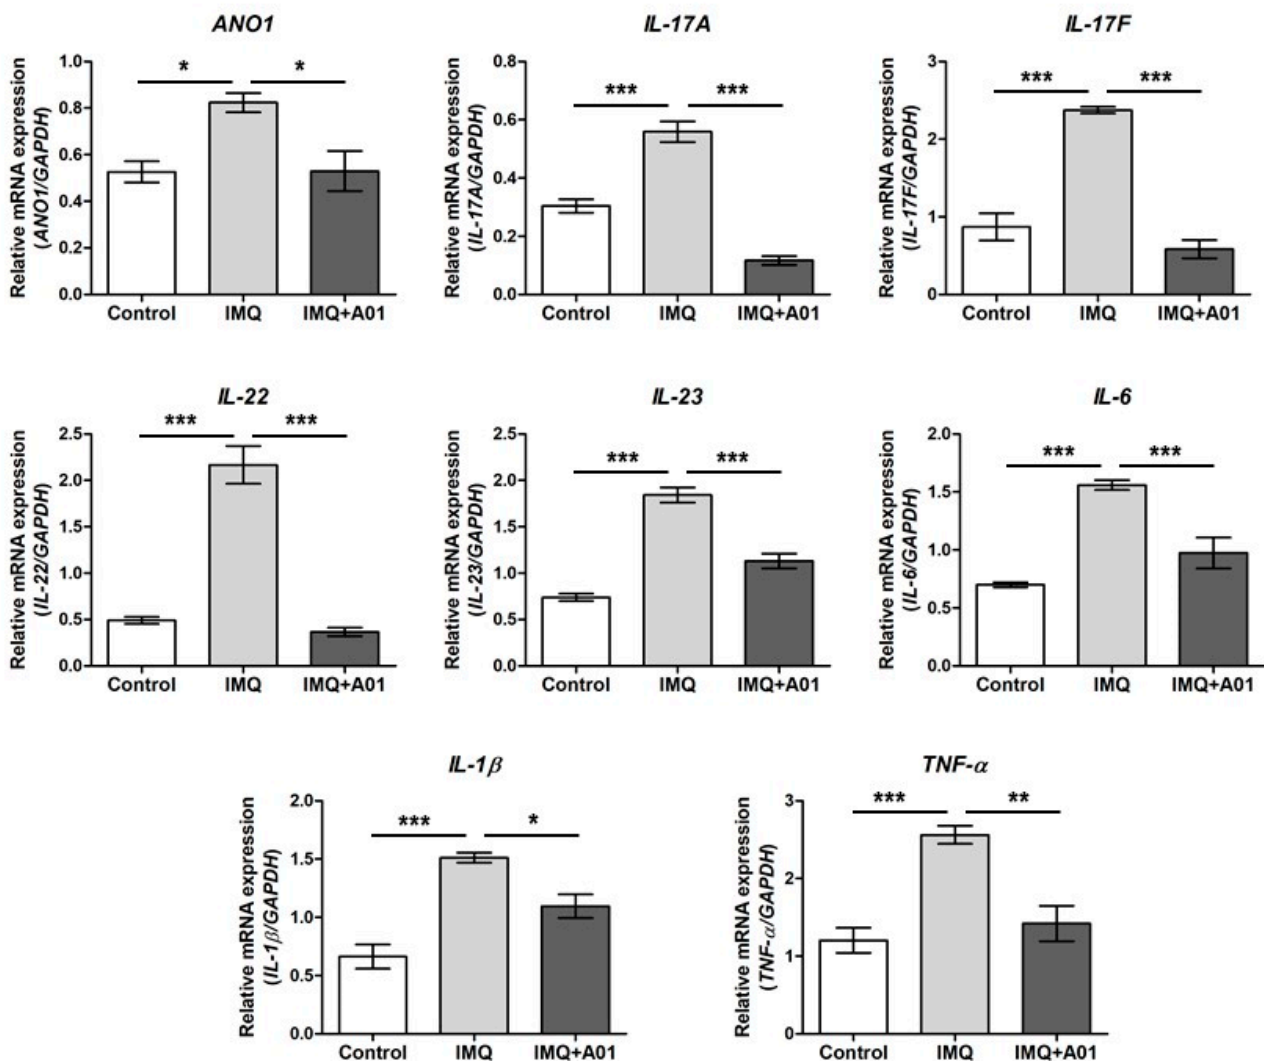 ANO1
Relative mRNA expression
(ANO1/GAPDH)
1.0
0.8
0.6
0.4
0.2
0.0
* *
Control IMQ IMQ+A01
IL-17A
Relative mRNA expression
(IL-17A/GAPDH)
0.8
0.6
0.4
0.2
0.0
*** ***
Control IMQ IMQ+A01
IL-17F
Relative mRNA expression
(IL-17F/GAPDH)
3
2
1
0
*** ***
Control IMQ IMQ+A01
IL-22
Relative mRNA expression
(IL-22/GAPDH)
2.5
2.0
1.5
1.0
0.5
0.0
*** ***
Control IMQ IMQ+A01
IL-23
Relative mRNA expression
(IL-23/GAPDH)
2.5
2.0
1.5
1.0
0.5
0.0
*** ***
Control IMQ IMQ+A01
IL-6
Relative mRNA expression
(IL-6/GAPDH)
2.0
1.5
1.0
0.5
0.0
*** ***
Control IMQ IMQ+A01
IL-1β
Relative mRNA expression
(IL-1β/GAPDH)
2.0
1.5
1.0
0.5
0.0
*** *
Control IMQ IMQ+A01
TNF-α
Relative mRNA expression
(TNF-α/GAPDH)
3
2
1
0
*** **
Control IMQ IMQ+A01